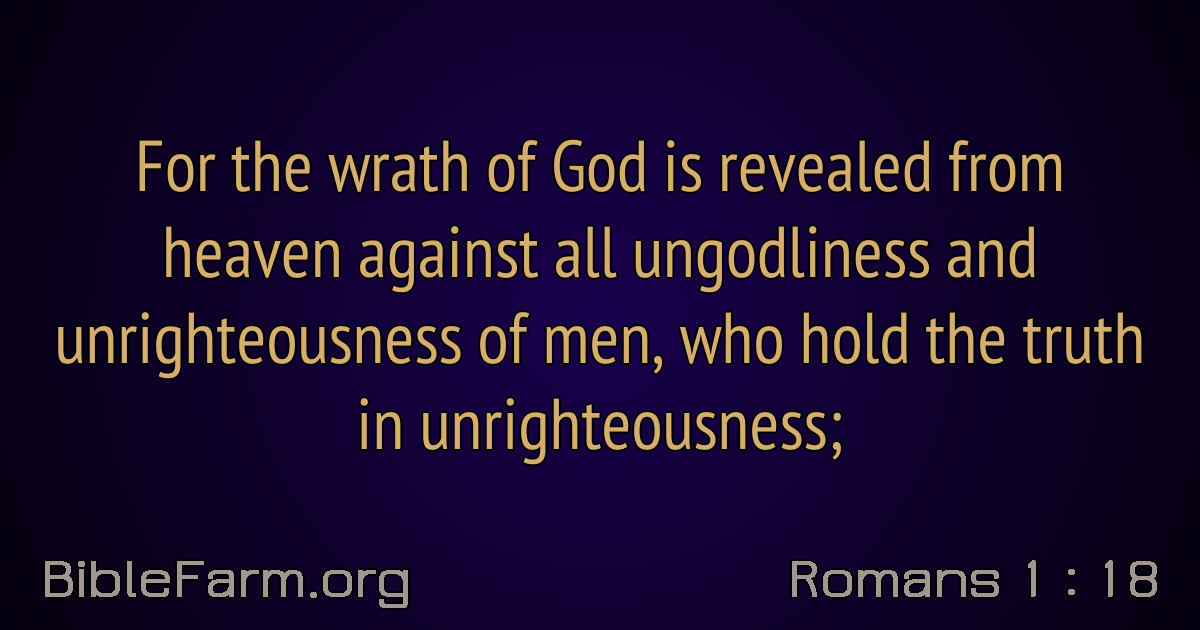 For the wrath of God is revealed from
heaven against all ungodliness and
unrighteousness of men, who hold the truth
in unrighteousness;
BibleFarm.org
Romans 1 : 18